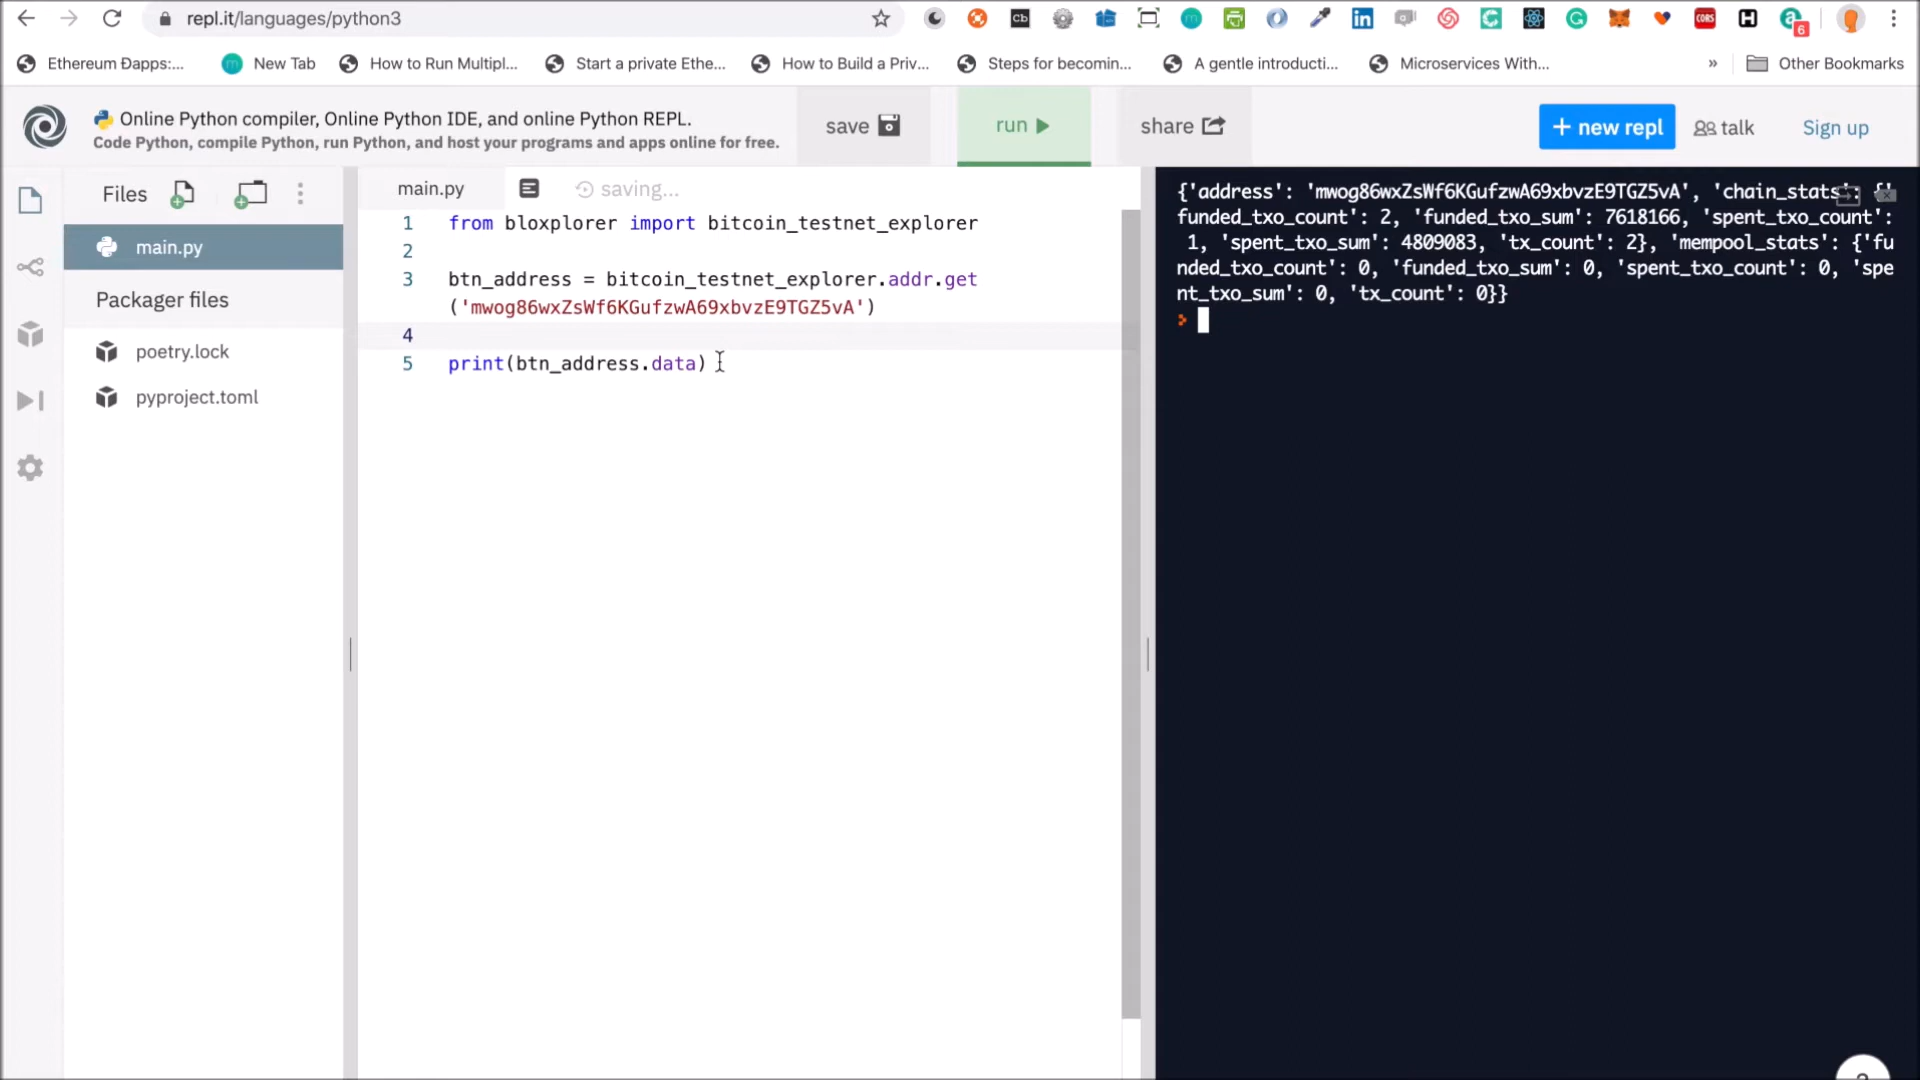 repl.it/languages/python3
Cb
CORS
H
6
Ethereum Ðapps:...
New Tab
How to Run Multipl...
Start a private Ethe...
How to Build a Priv...
Steps for becomin...
A gentle introducti...
Microservices With...
»
Other Bookmarks
Online Python compiler, Online Python IDE, and online Python REPL.
Code Python, compile Python, run Python, and host your programs and apps online for free.
save
run
share
+ new repl
talk
Sign up
Files
main.py
Packager files
poetry.lock
pyproject.toml
main.py
saving...
1 from bloxplorer import bitcoin_testnet_explorer
2
3 btn_address = bitcoin_testnet_explorer.addr.get
('mwog86wxZsWf6KGufzwA69xbvzE9TGZ5vA')
4
5 print(btn_address.data)
{'address': 'mwog86wxZsWf6KGufzwA69xbvzE9TGZ5vA', 'chain_stats': {'
funded_txo_count': 2, 'funded_txo_sum': 7618166, 'spent_txo_count':
1, 'spent_txo_sum': 4809083, 'tx_count': 2}, 'mempool_stats': {'fu
nded_txo_count': 0, 'funded_txo_sum': 0, 'spent_txo_count': 0, 'spe
nt_txo_sum': 0, 'tx_count': 0}}
>